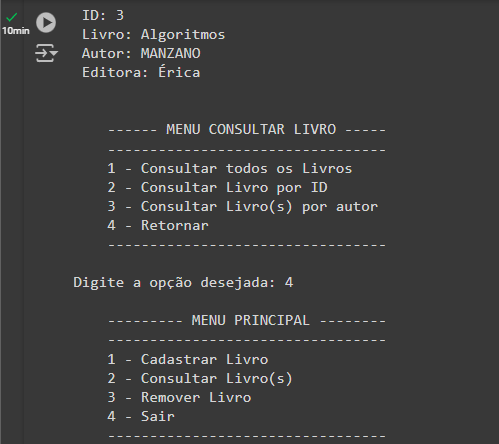 ID: 3
Livro: Algoritmos
10min
Autor: MANZANO
Editora: Érica
------ MENU CONSULTAR LIVRO -----
---------------------------------
1 - Consultar todos os Livros
2 - Consultar Livro por ID
3 - Consultar Livro(s) por autor
4 - Retornar
---------------------------------
Digite a opção desejada: 4
--------- MENU PRINCIPAL --------
---------------------------------
1 - Cadastrar Livro
2 - Consultar Livro(s)
3 - Remover Livro
4 - Sair
---------------------------------